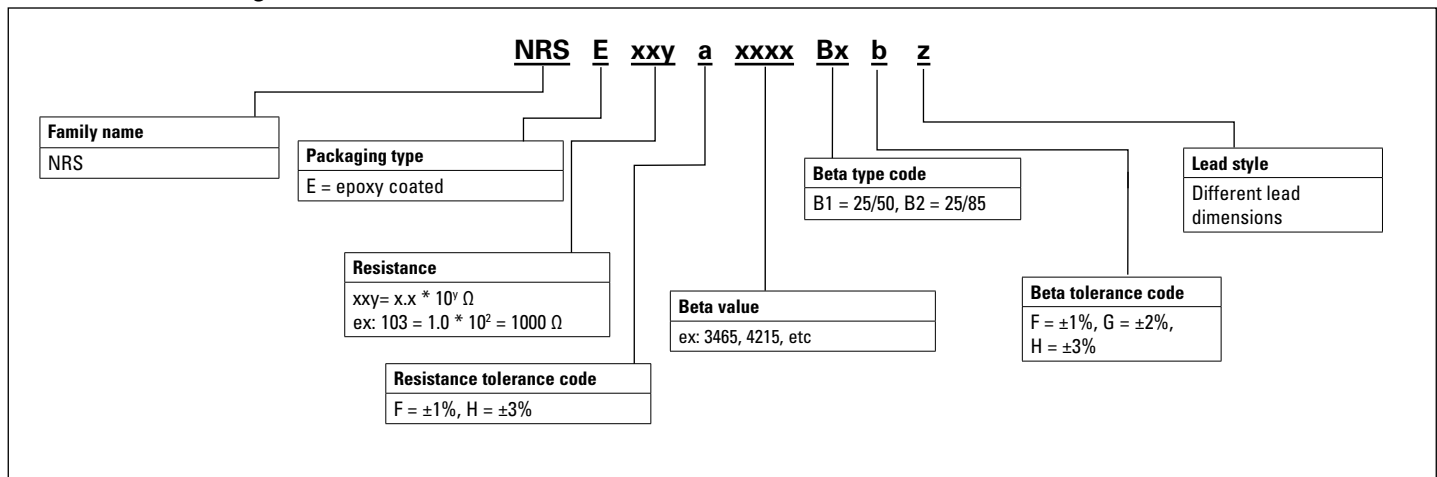 NRS E xxy a xxxx Bx b z
Family name
NRS
Packaging type
E = epoxy coated
Beta type code
B1 = 25/50, B2 = 25/85
Lead style
Different lead
dimensions
Resistance
xxy= x.x * 10ʸ Ω
ex: 103 = 1.0 * 10² = 1000 Ω
Beta value
ex: 3465, 4215, etc
Beta tolerance code
F = ±1%, G = ±2%,
H = ±3%
Resistance tolerance code
F = ±1%, H = ±3%